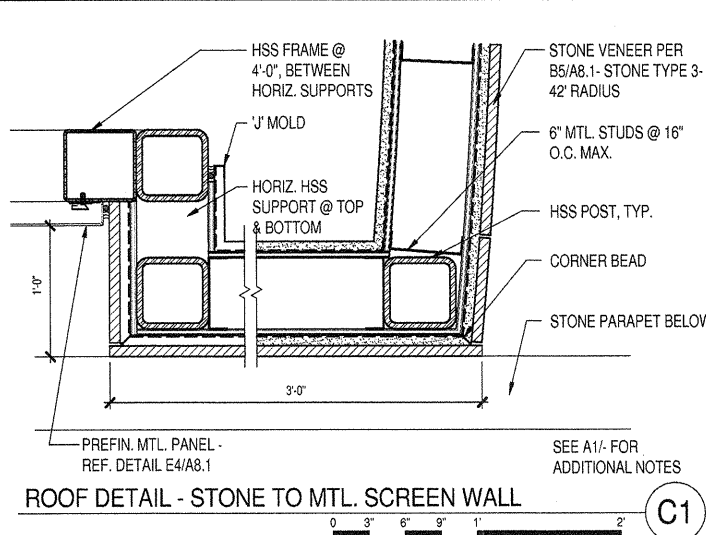 HSS FRAME @
4'-0", BETWEEN
HORIZ. SUPPORTS
'J' MOLD
HORIZ. HSS
SUPPORT @ TOP
& BOTTOM
STONE VENEER PER
B5/A8.1- STONE TYPE 3-
42' RADIUS
6" MTL. STUDS @ 16"
O.C. MAX.
HSS POST, TYP.
CORNER BEAD
STONE PARAPET BELOW
1'-0"
3'-0"
PREFIN. MTL. PANEL -
REF. DETAIL E4/A8.1
SEE A1/- FOR
ADDITIONAL NOTES
ROOF DETAIL - STONE TO MTL. SCREEN WALL
C1
0 3" 6" 9" 1' 2'